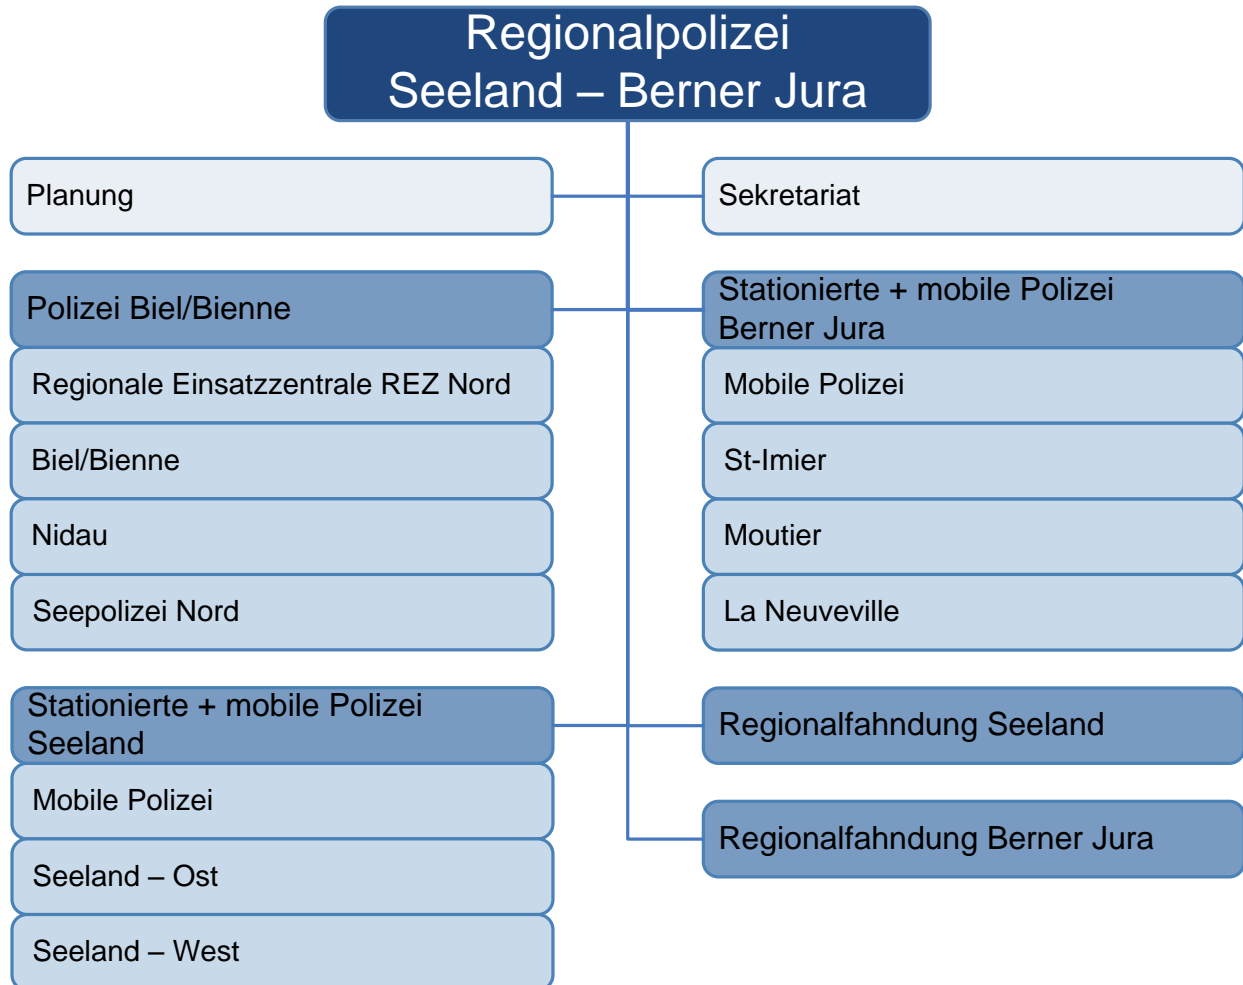 Regionalpolizei
Seeland – Berner Jura
Planung
Sekretariat
Polizei Biel/Bienne
Regionale Einsatzzentrale REZ Nord
Biel/Bienne
Nidau
Seepolizei Nord
Stationierte + mobile Polizei
Berner Jura
Mobile Polizei
St-Imier
Moutier
La Neuveville
Stationierte + mobile Polizei
Seeland
Mobile Polizei
Seeland – Ost
Seeland – West
Regionalfahndung Seeland
Regionalfahndung Berner Jura